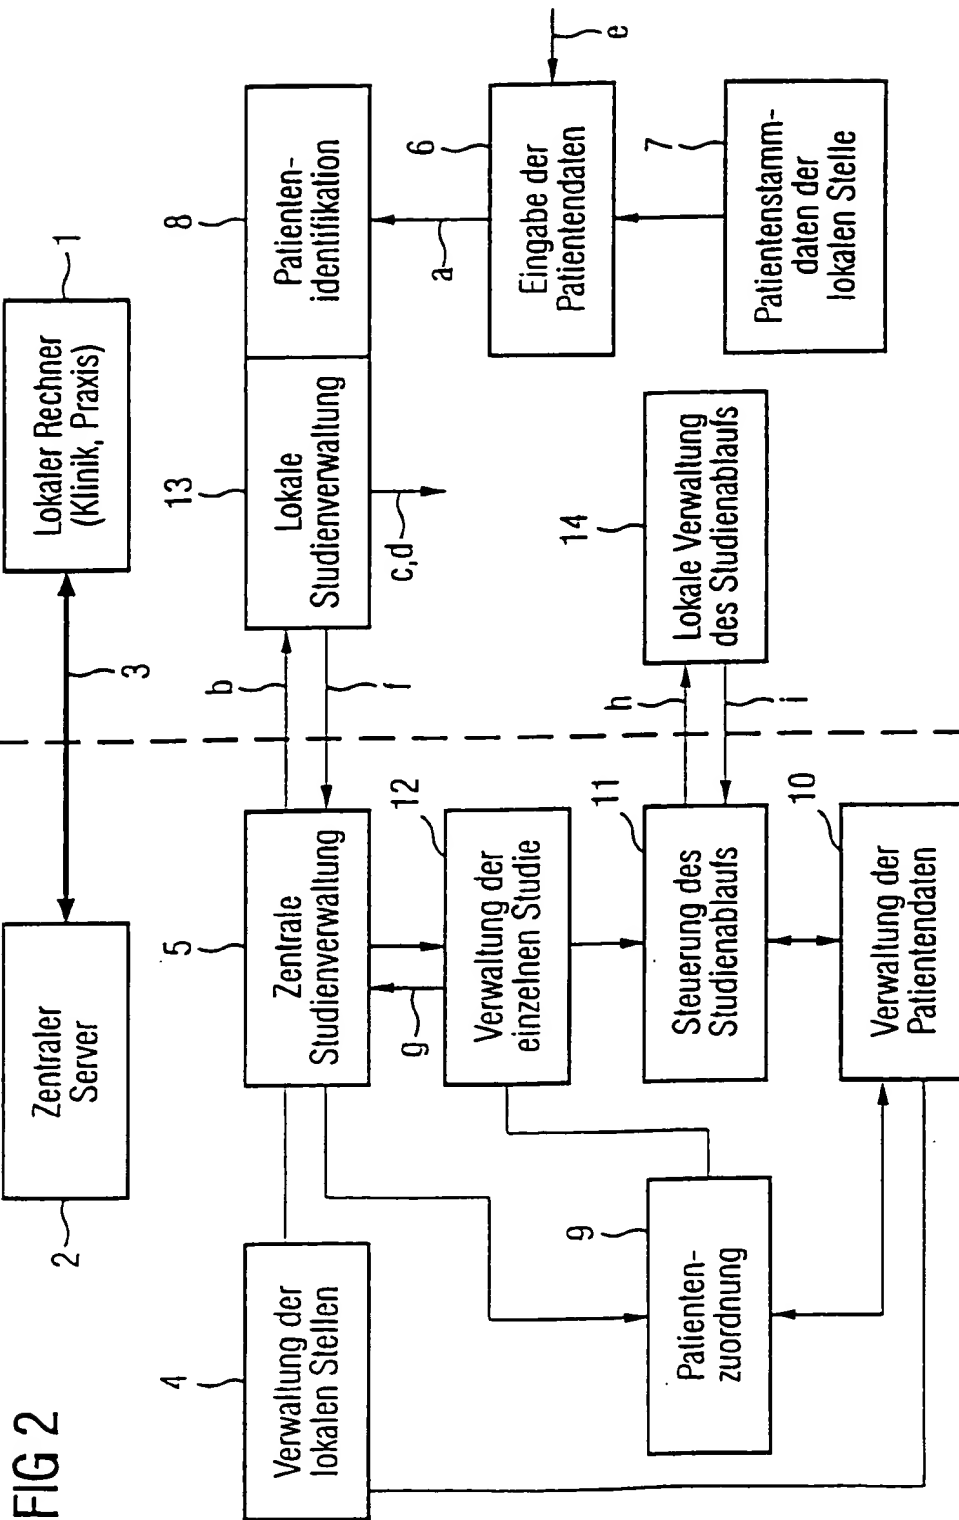 FIG 2
2
Zentraler
Server
3
Lokaler Rechner
(Klinik, Praxis)
1
4
Verwaltung der
lokalen Stellen
5
Zentrale
Studienverwaltung
b
f
13
Lokale
Studienverwaltung
8
Patienten-
identifikation
c,d
a
g
12
Verwaltung der
einzelnen Studie
6
Eingabe der
Patientendaten
e
9
Patienten-
zuordnung
11
Steuerung des
Studienablaufs
h
i
14
Lokale Verwaltung
des Studienablaufs
7
Patientenstamm-
daten der
lokalen Stelle
10
Verwaltung der
Patientendaten